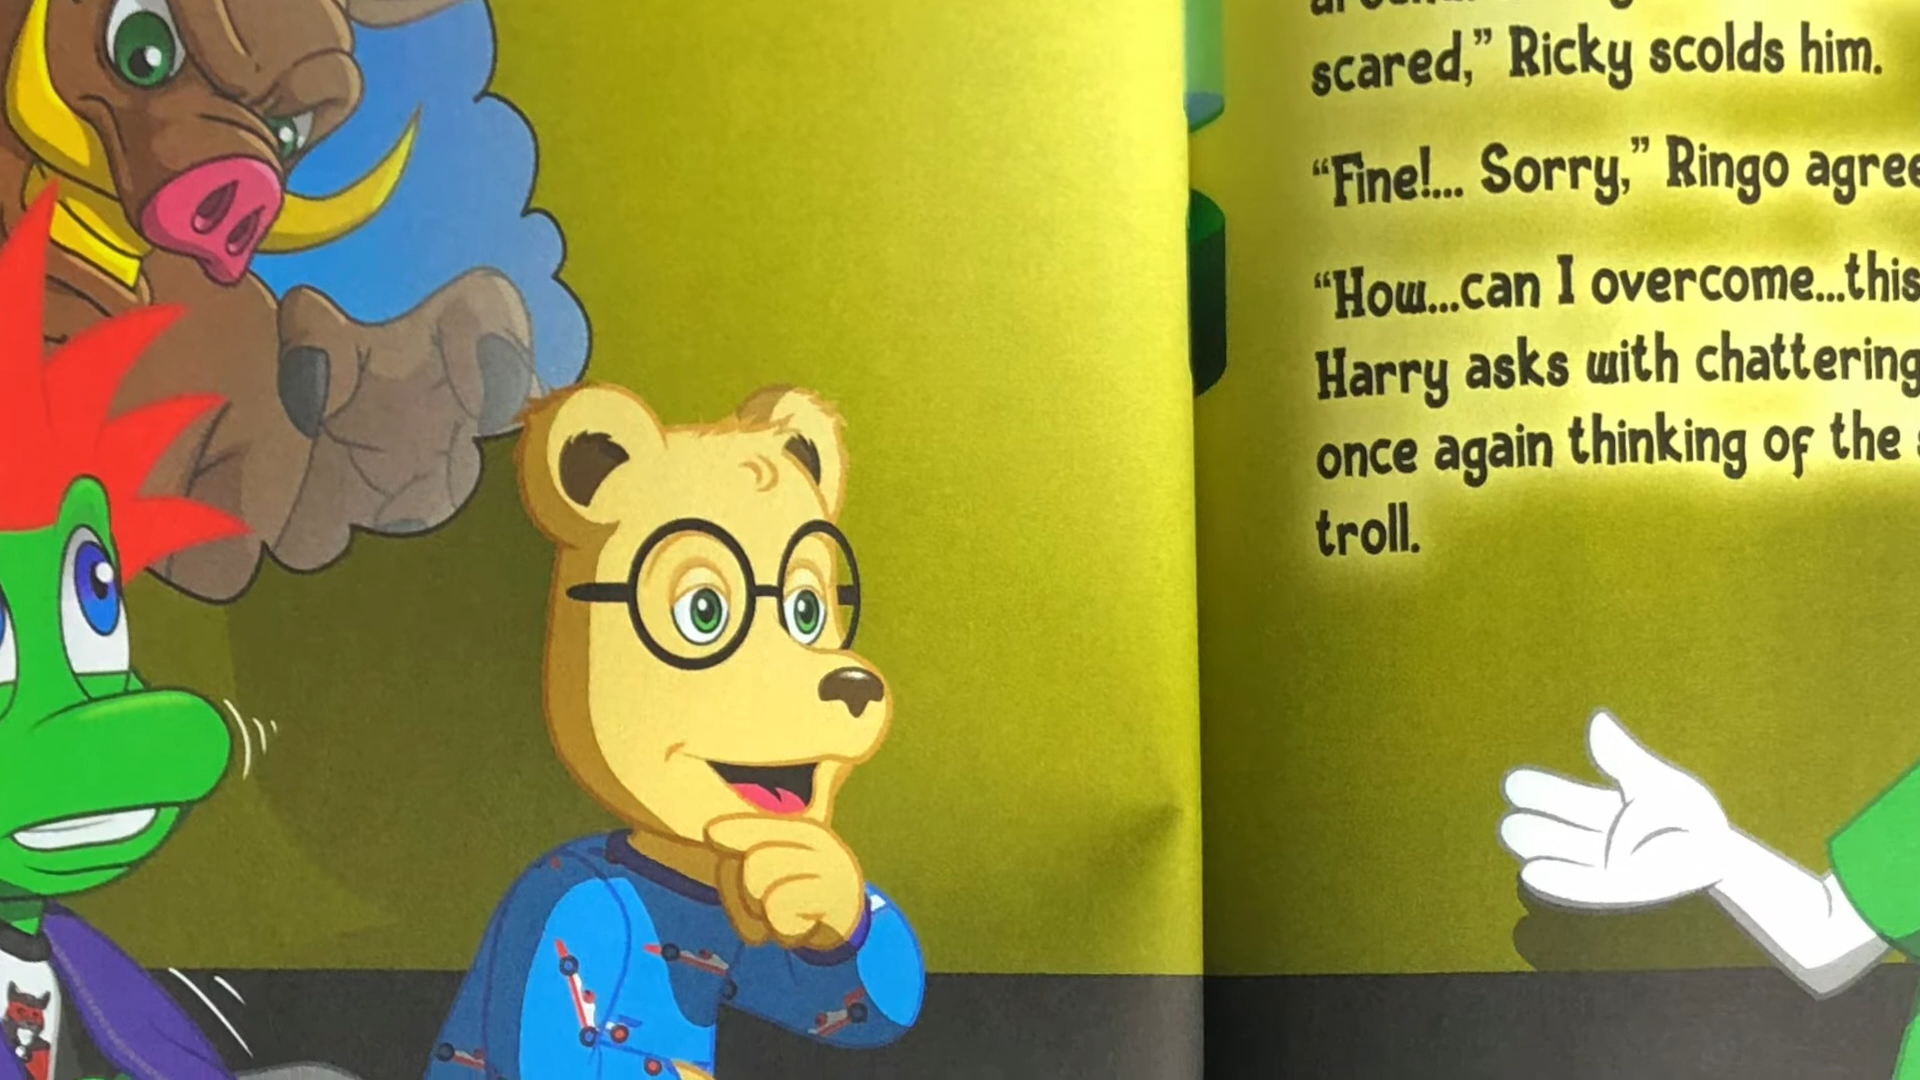 scared,” Ricky scolds him.
“Fine!... Sorry,” Ringo
“How...can I overcome...this
Harry asks with chattering
once again thinking of the
troll.